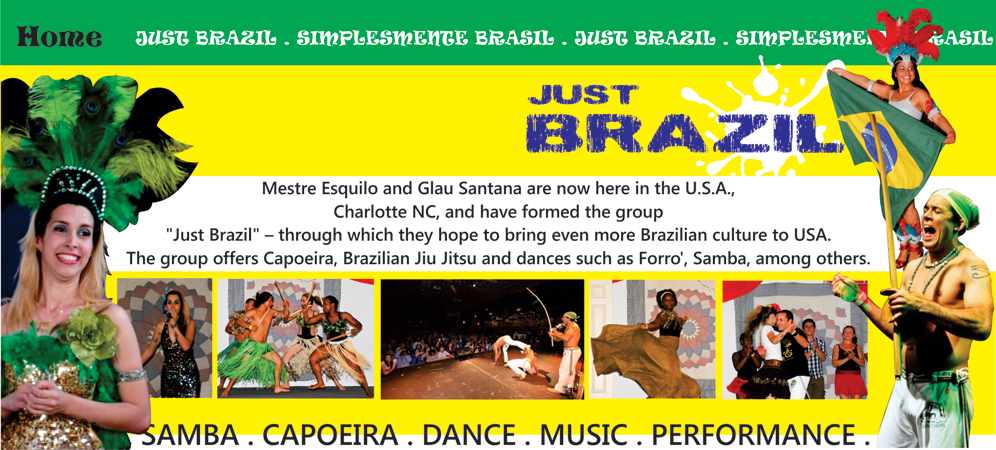 Home
JUST BRAZIL . SIMPLESMENTE BRASIL . JUST BRAZIL . 
JUST
BRAZIL
Mestre Esquilo and Glau Santana are now here in the U.S.A.,
Charlotte NC, and have formed the group
"Just Brazil" – through which they hope to bring even more Brazilian culture to USA.
The group offers Capoeira, Brazilian Jiu Jitsu and dances such as Forro', Samba, among others.
SAMBA . CAPOEIRA . DANCE . MUSIC . PERFORMANCE .